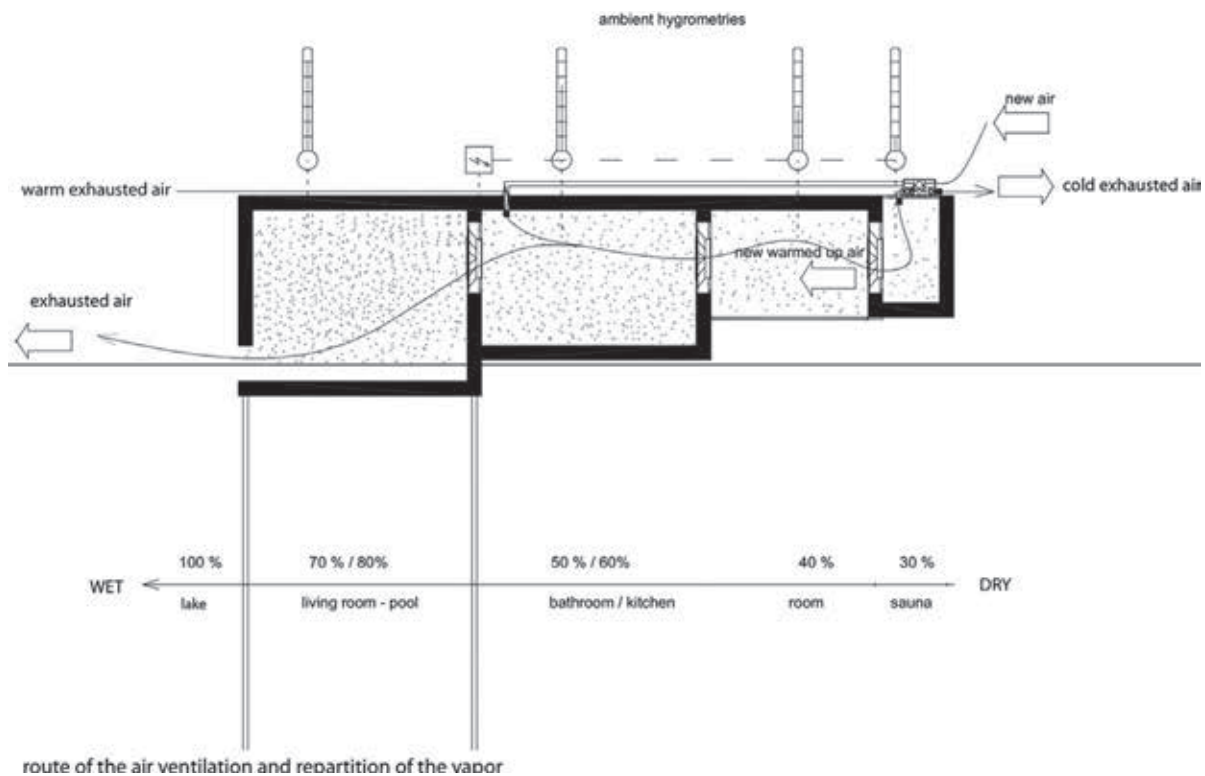 ambient hygrometries
new air
warm exhausted air
cold exhausted air
new warmed up air
exhausted air
100 %
70 % / 80%
50 % / 60%
40 %
30 %
WET
DRY
lake
living room - pool
bathroom / kitchen
room
sauna
route of the air ventilation and repartition of the vapor